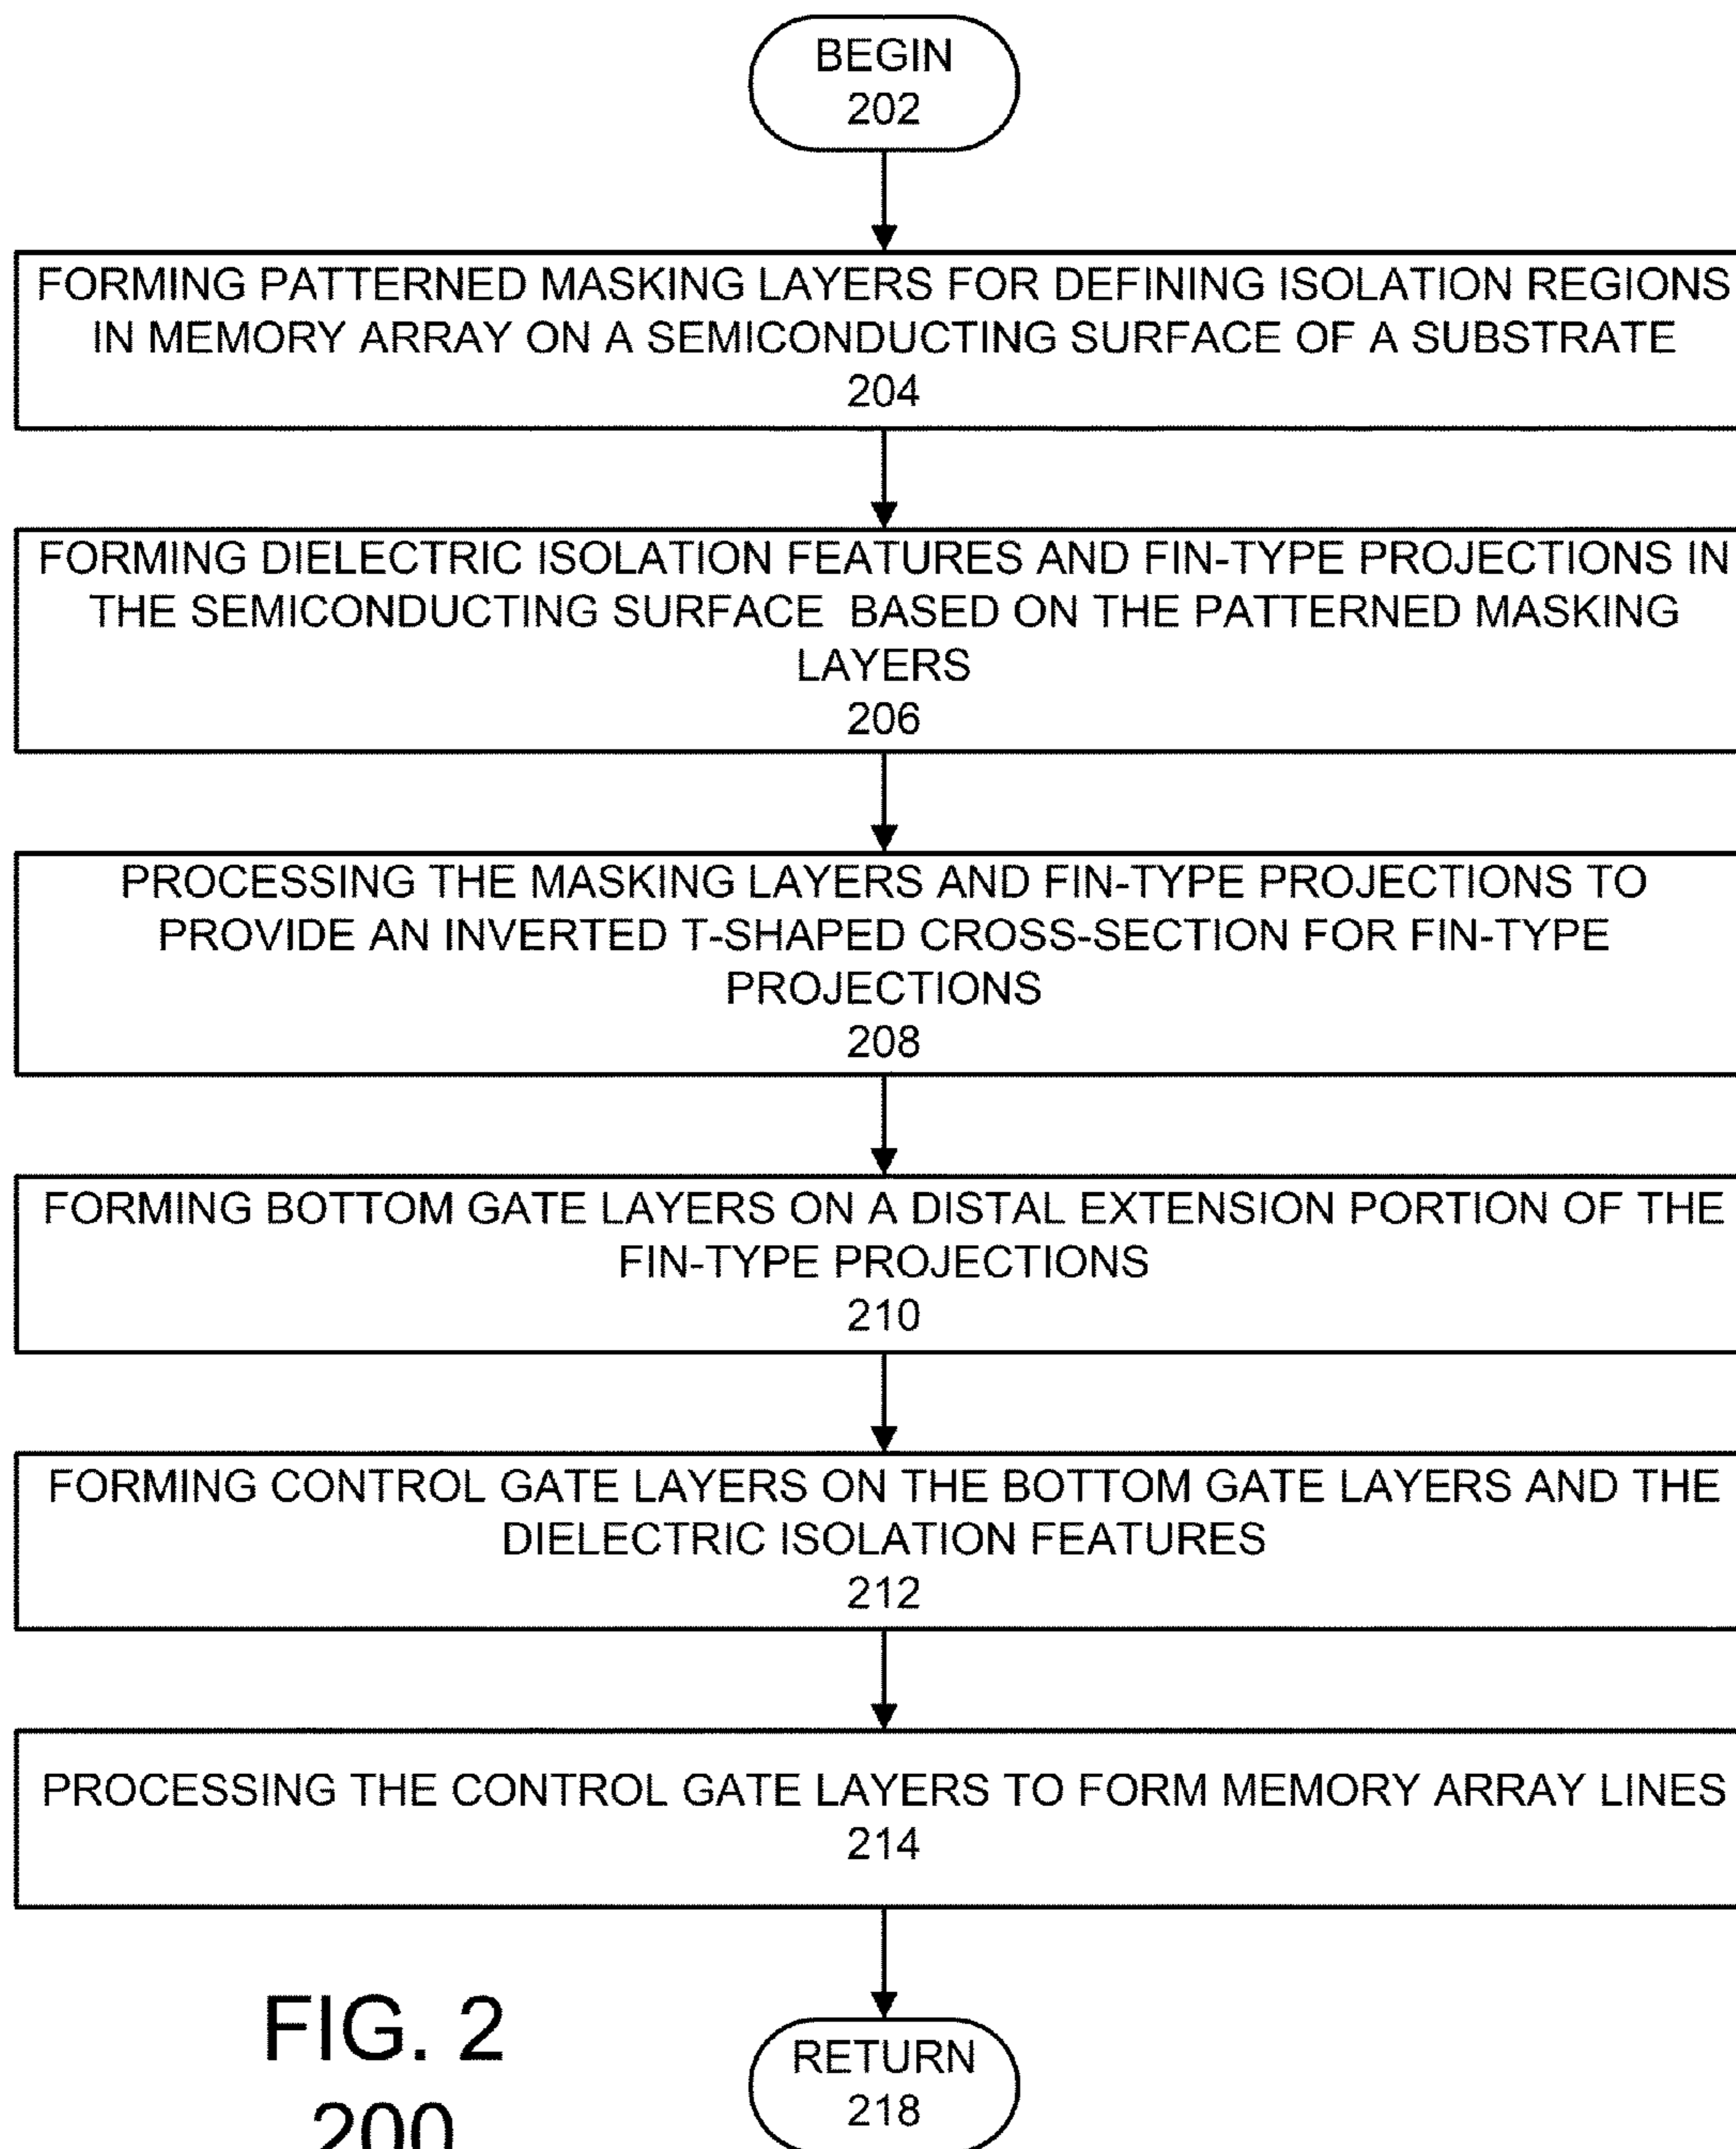 BEGIN
202
FORMING PATTERNED MASKING LAYERS FOR DEFINING ISOLATION REGIONS
IN MEMORY ARRAY ON A SEMICONDUCTING SURFACE OF A SUBSTRATE
204
FORMING DIELECTRIC ISOLATION FEATURES AND FIN-TYPE PROJECTIONS IN
THE SEMICONDUCTING SURFACE BASED ON THE PATTERNED MASKING
LAYERS
206
PROCESSING THE MASKING LAYERS AND FIN-TYPE PROJECTIONS TO
PROVIDE AN INVERTED T-SHAPED CROSS-SECTION FOR FIN-TYPE
PROJECTIONS
208
FORMING BOTTOM GATE LAYERS ON A DISTAL EXTENSION PORTION OF THE
FIN-TYPE PROJECTIONS
210
FORMING CONTROL GATE LAYERS ON THE BOTTOM GATE LAYERS AND THE
DIELECTRIC ISOLATION FEATURES
212
PROCESSING THE CONTROL GATE LAYERS TO FORM MEMORY ARRAY LINES
214
RETURN
218
FIG. 2
200